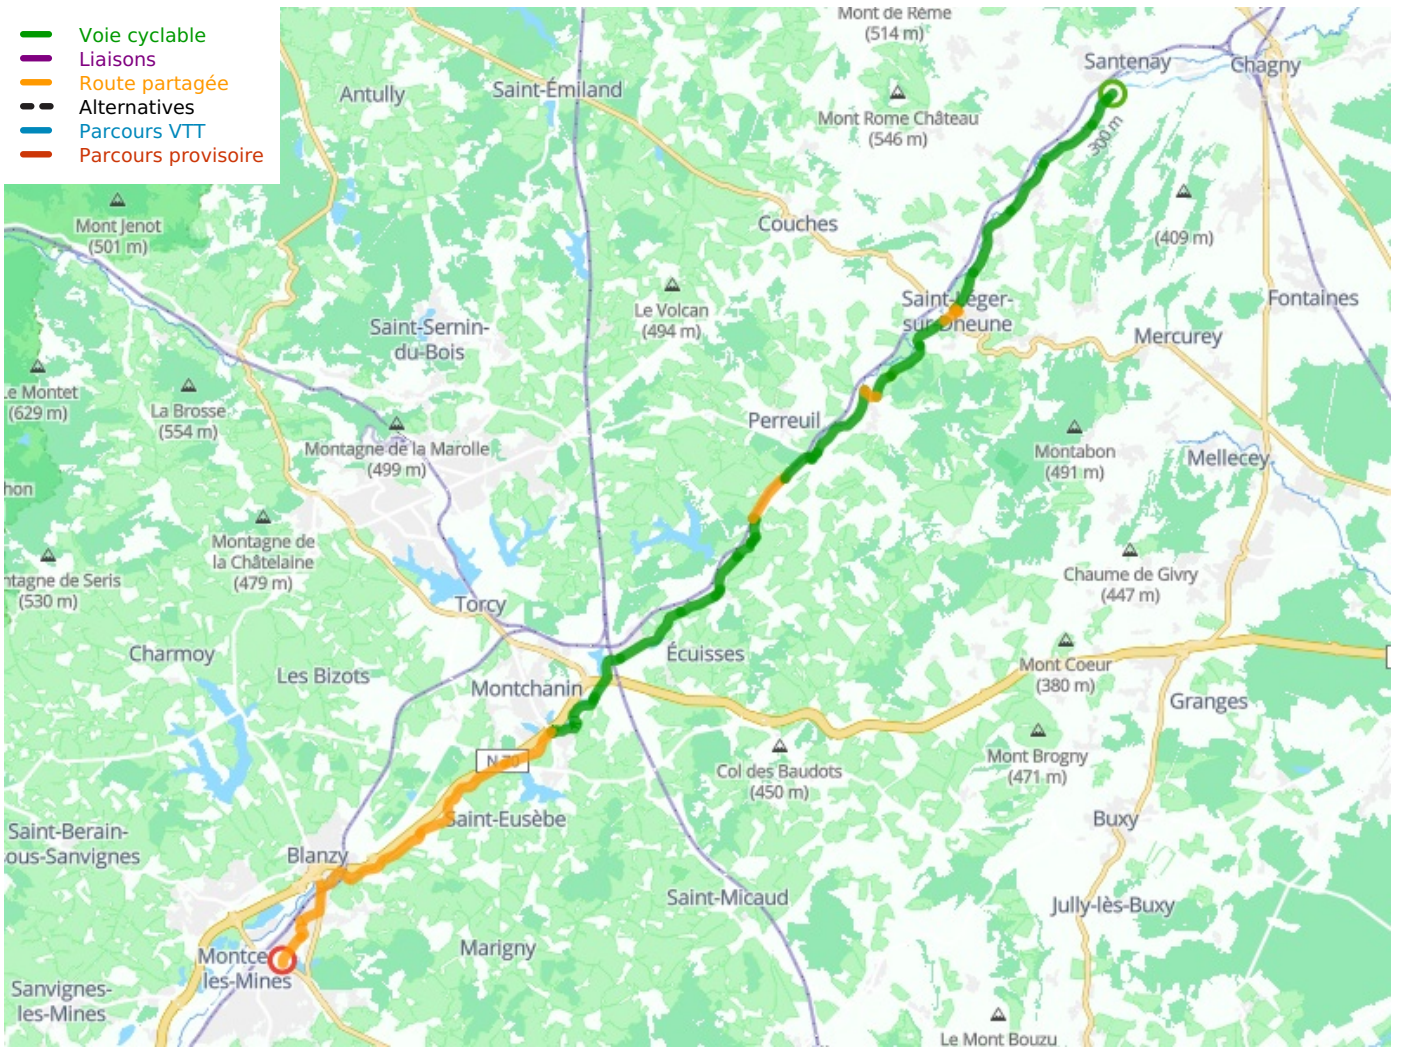 Voie cyclable
Liaisons
Route partagée
Alternatives
Parcours VTT
Parcours provisoire
Mont de Rème
(514 m)
Santenay
Chagny
Antully
Saint-Émiland
Mont Rome Château
(546 m)
300 m
Mont Jenot
(501 m)
Couches
(409 m)
Le Volcan
(494 m)
Saint-Léger-
sur-Dheune
Fontaines
Saint-Sernin-
du-Bois
Mercurey
Le Montet
(629 m)
La Brosse
(554 m)
Perreuil
Montagne de la Marolle
(499 m)
Montabon
(491 m)
Mellecey
hon
Montagne de
la Châtelaine
(479 m)
ntagne de Seris
(530 m)
Chaume de Givry
(447 m)
Torcy
Charmoy
Écuisses
Les Bizots
Montchanin
Mont Coeur
(380 m)
Granges
N 70
Col des Baudots
(450 m)
Mont Brogny
(471 m)
Saint-Eusèbe
Buxy
Saint-Berain-
sous-Sanvignes
Blanzy
Saint-Micaud
Jully-lès-Buxy
Marigny
Montce
les-Mines
Sanvignes-
les-Mines
Le Mont Bouzu